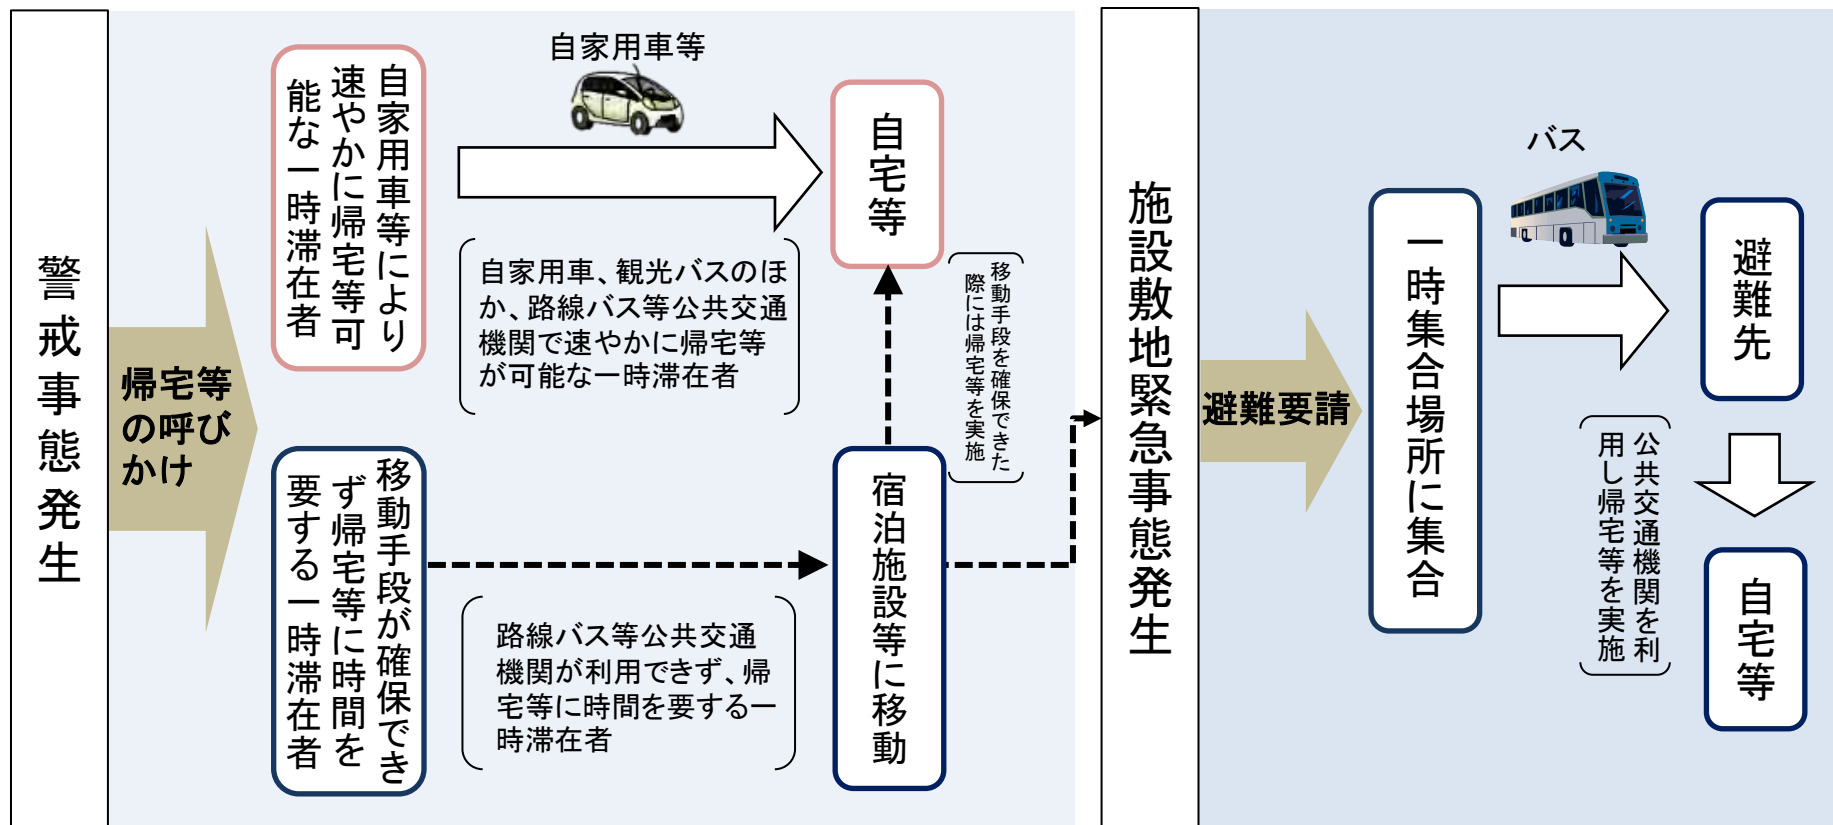 警戒事態発生
帰宅等
の呼び
かけ
自家用車等により
速やかに帰宅等可
能な一時滞在者
自家用車等
自宅等
自家用車、観光バスのほ
か、路線バス等公共交通
機関で速やかに帰宅等
が可能な一時滞在者
移動手段を確保できた
際には帰宅等を実施
移動手段が確保でき
ず帰宅等に時間を
要する一時滞在者
路線バス等公共交通
機関が利用できず、帰
宅等に時間を要する一
時滞在者
宿泊施設等に移動
施設敷地緊急事態発生
避難要請
一時集合場所に集合
バス
避難先
公共交通機関を利
用し帰宅等を実施
自宅等